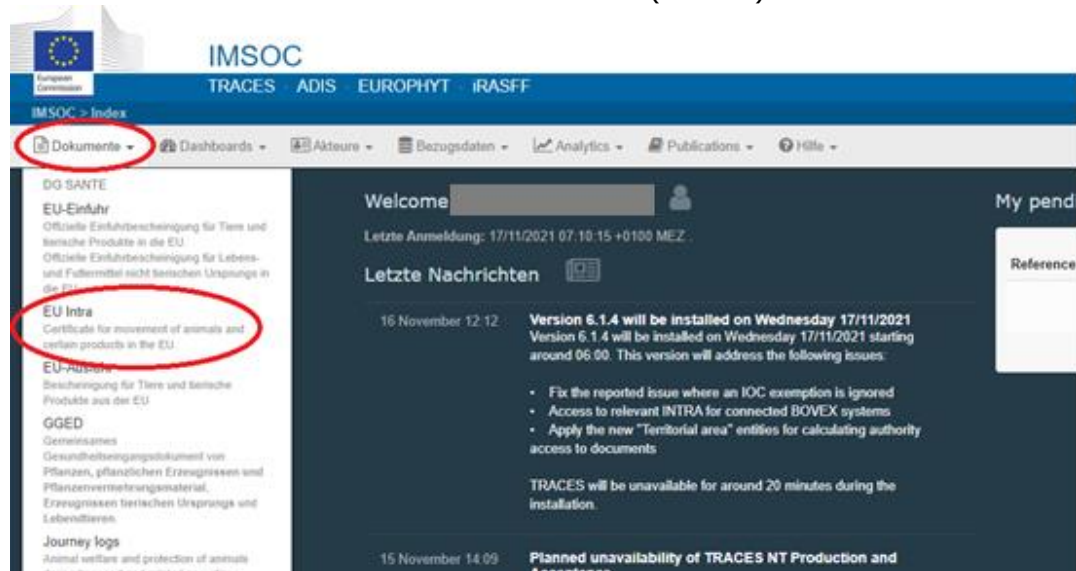 European
Commission
IMSOC
TRACES ADIS EUROPHYT iRASFF
IMSOC > Index
Dokumente Dashboards Akteure Bezugsdaten Analytics Publications Hilfe
DG SANTE
EU-Einfuhr
Offizielle Einfuhrbescheinigung für Tiere und
tierische Produkte in die EU
Offizielle Einfuhrbescheinigung für Lebens-
und Futtermittel nicht tierischen Ursprungs in
die
EU Intra
Certificate for movement of animals and
certain products in the EU
EU-Ausfuhr
Bescheinigung für Tiere und tierische
Produkte aus der EU
GGED
Gemeinsames
Gesundheitseingangsdokument von
Pflanzen, pflanzlichen Erzeugnissen und
Pflanzenvermehrungsmaterial,
Erzeugnissen tierischen Ursprungs und
Lebendtieren.
Journey logs
Animal welfare and protection of animals
Welcome
Letzte Anmeldung: 17/11/2021 07:10:15 +0100 MEZ .
Letzte Nachrichten
16 November 12:12
Version 6.1.4 will be installed on Wednesday 17/11/2021
Version 6.1.4 will be installed on Wednesday 17/11/2021 starting
around 06:00. This version will address the following issues:
• Fix the reported issue where an IOC exemption is ignored
• Access to relevant INTRA for connected BOVEX systems
• Apply the new "Territorial area" entities for calculating authority
access to documents
TRACES will be unavailable for around 20 minutes during the
installation.
15 November 14:09
Planned unavailability of TRACES NT Production and
My pend
Reference